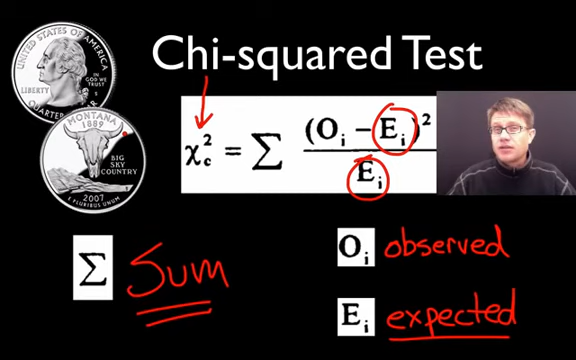 Chi-squared Test
UNITED STATES OF AMERICA
LIBERTY
IN GOD WE TRUST
QUARTER DOLLAR
MONTANA
1889
BIG
SKY
COUNTRY
2007
E PLURIBUS UNUM
χ²c = Σ (Oi − Ei)² / Ei
Σ Sum
Oi observed
Ei expected